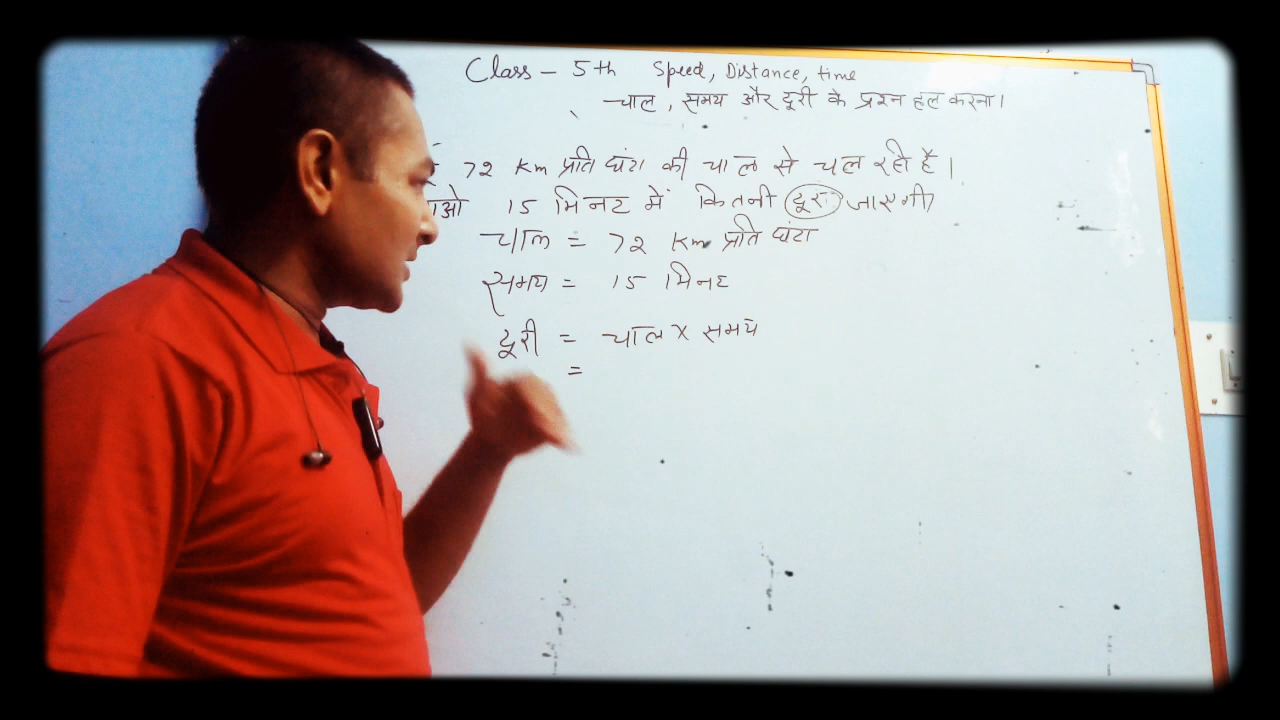 Class - 5th Speed, Distance, time
चाल, समय और दूरी के प्रश्न हल करना।
72 Km प्रति घंटा की चाल से चल रही है।
15 मिनट में कितनी दूर जाएगी
चाल = 72 Km प्रति घंटा
समय = 15 मिनट
दूरी = चाल x समय
=